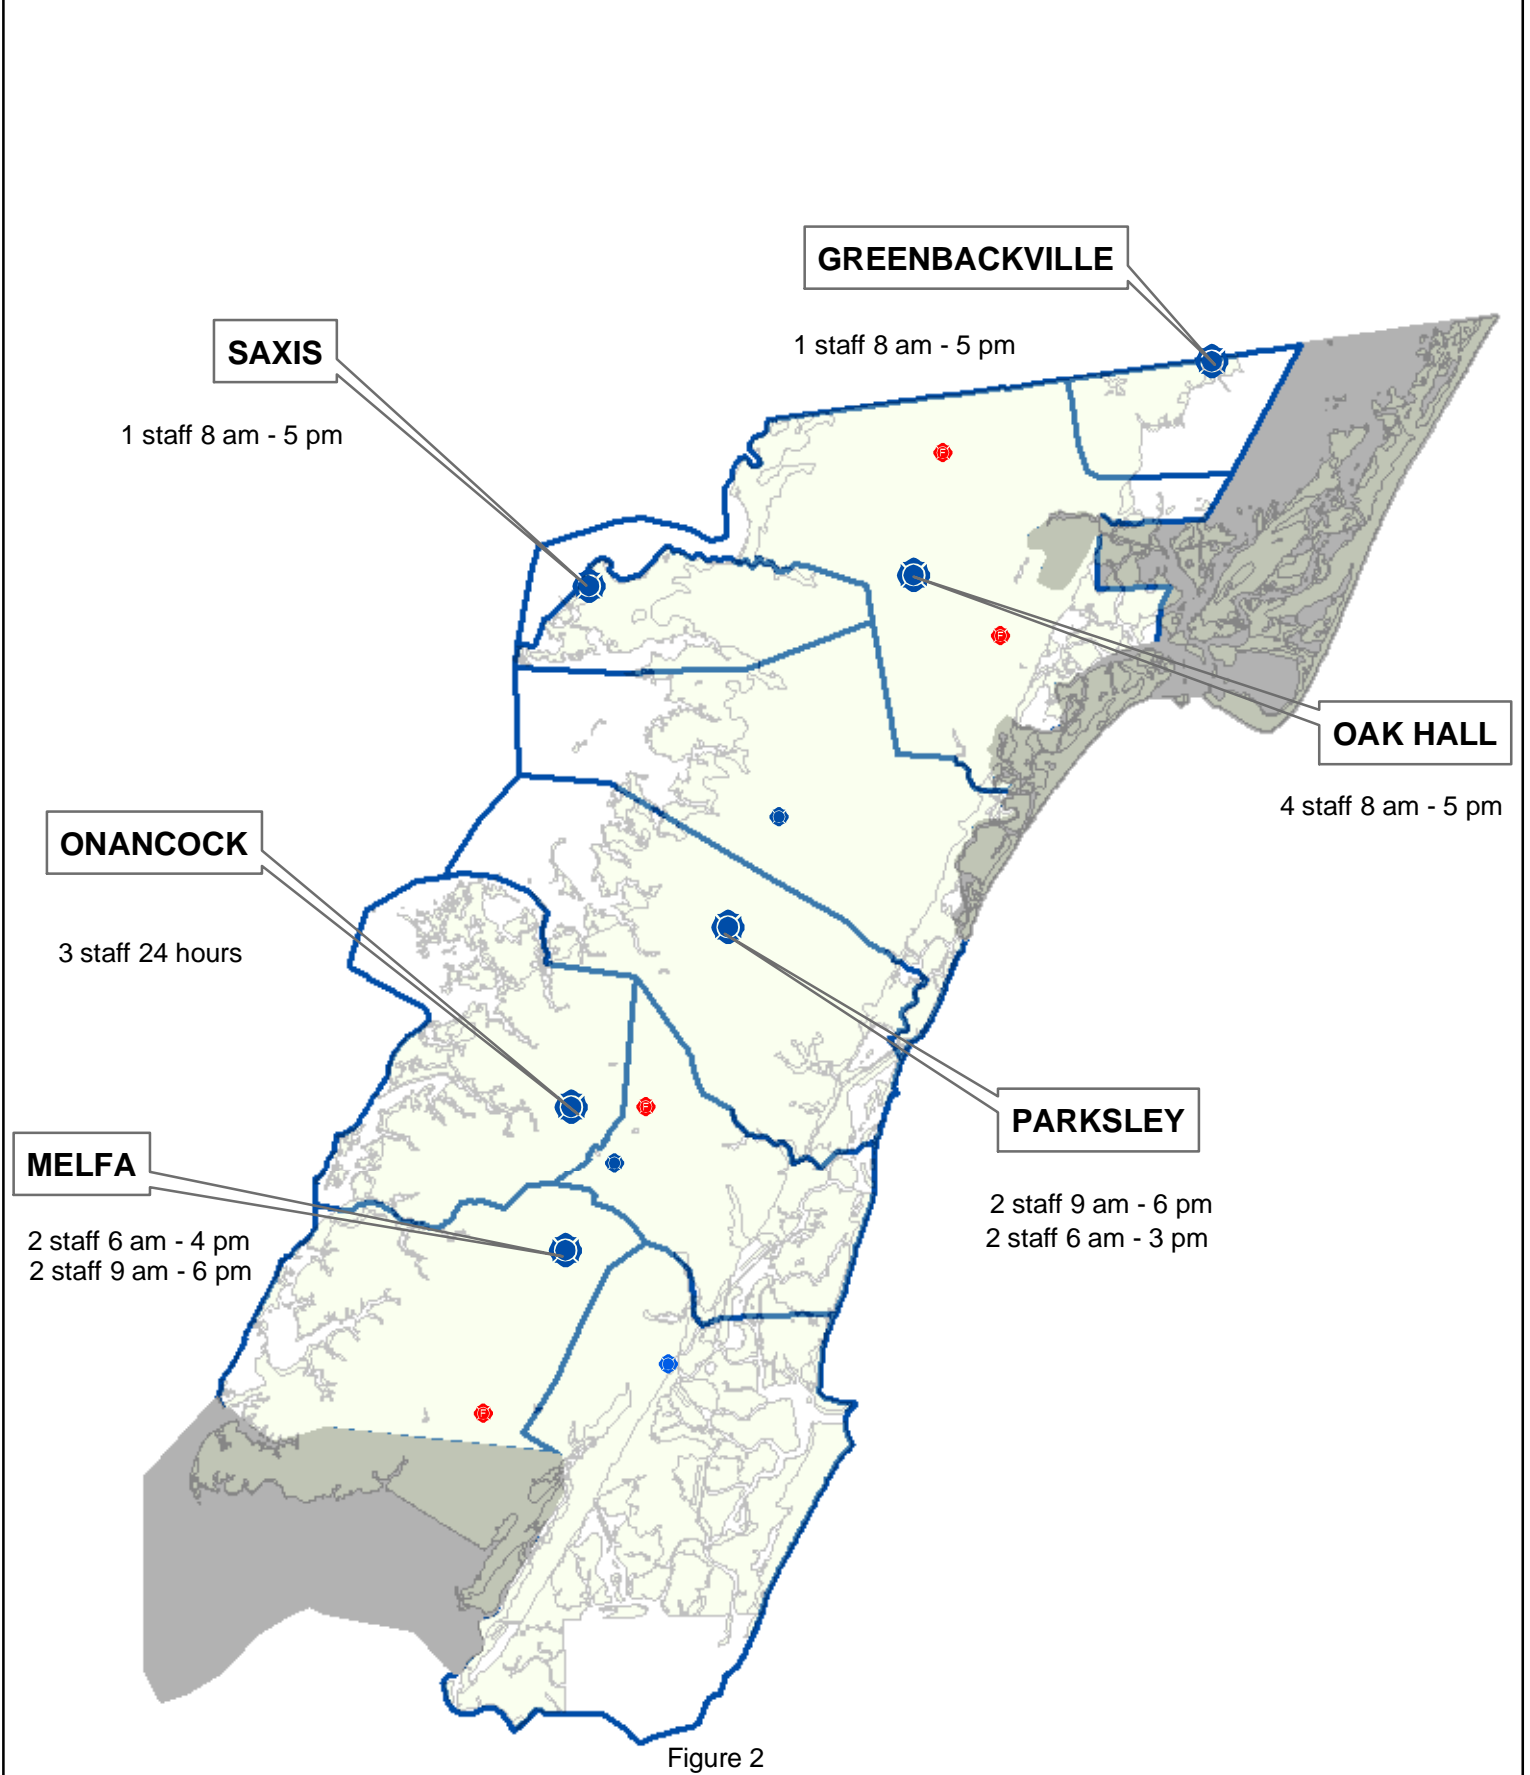 GREENBACKVILLE
1 staff 8 am - 5 pm
SAXIS
1 staff 8 am - 5 pm
OAK HALL
4 staff 8 am - 5 pm
ONANCOCK
3 staff 24 hours
PARKSLEY
2 staff 9 am - 6 pm
2 staff 6 am - 3 pm
MELFA
2 staff 6 am - 4 pm
2 staff 9 am - 6 pm
Figure 2